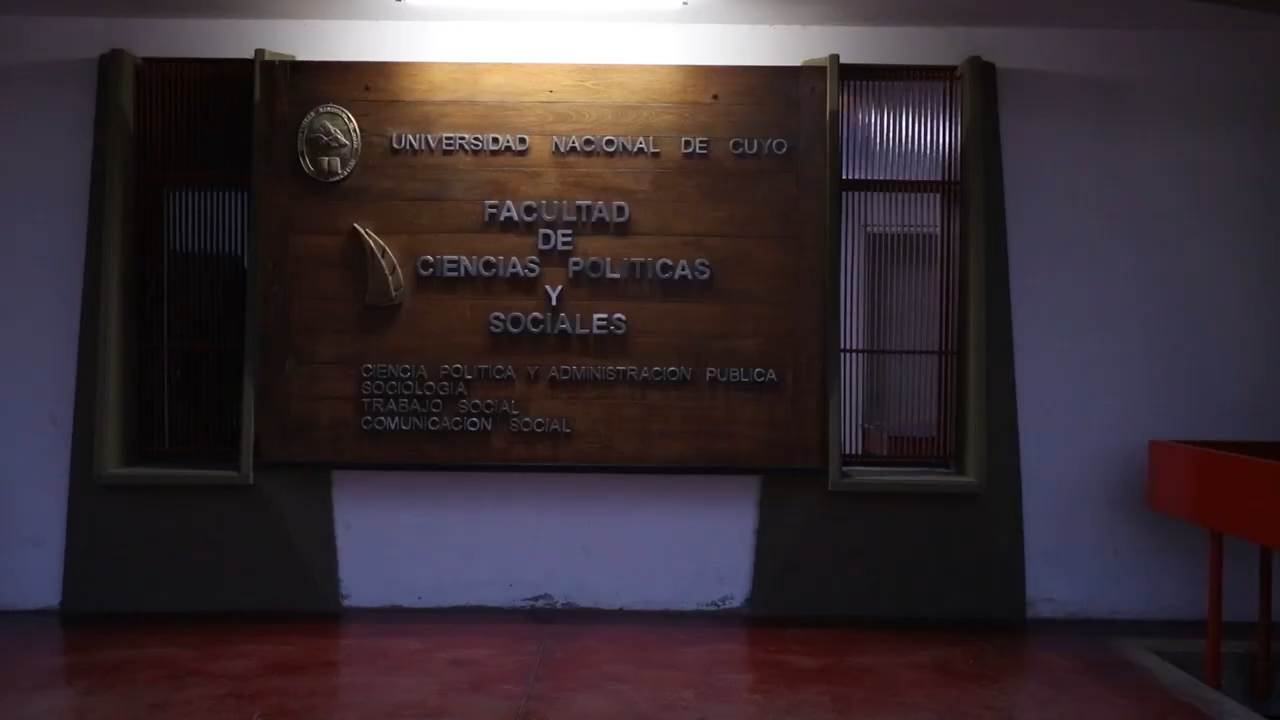 UNIVERSIDAD NACIONAL DE CUYO
FACULTAD
DE
CIENCIAS POLITICAS
Y
SOCIALES
CIENCIA POLITICA Y ADMINISTRACION PUBLICA
SOCIOLOGIA
TRABAJO SOCIAL
COMUNICACION SOCIAL